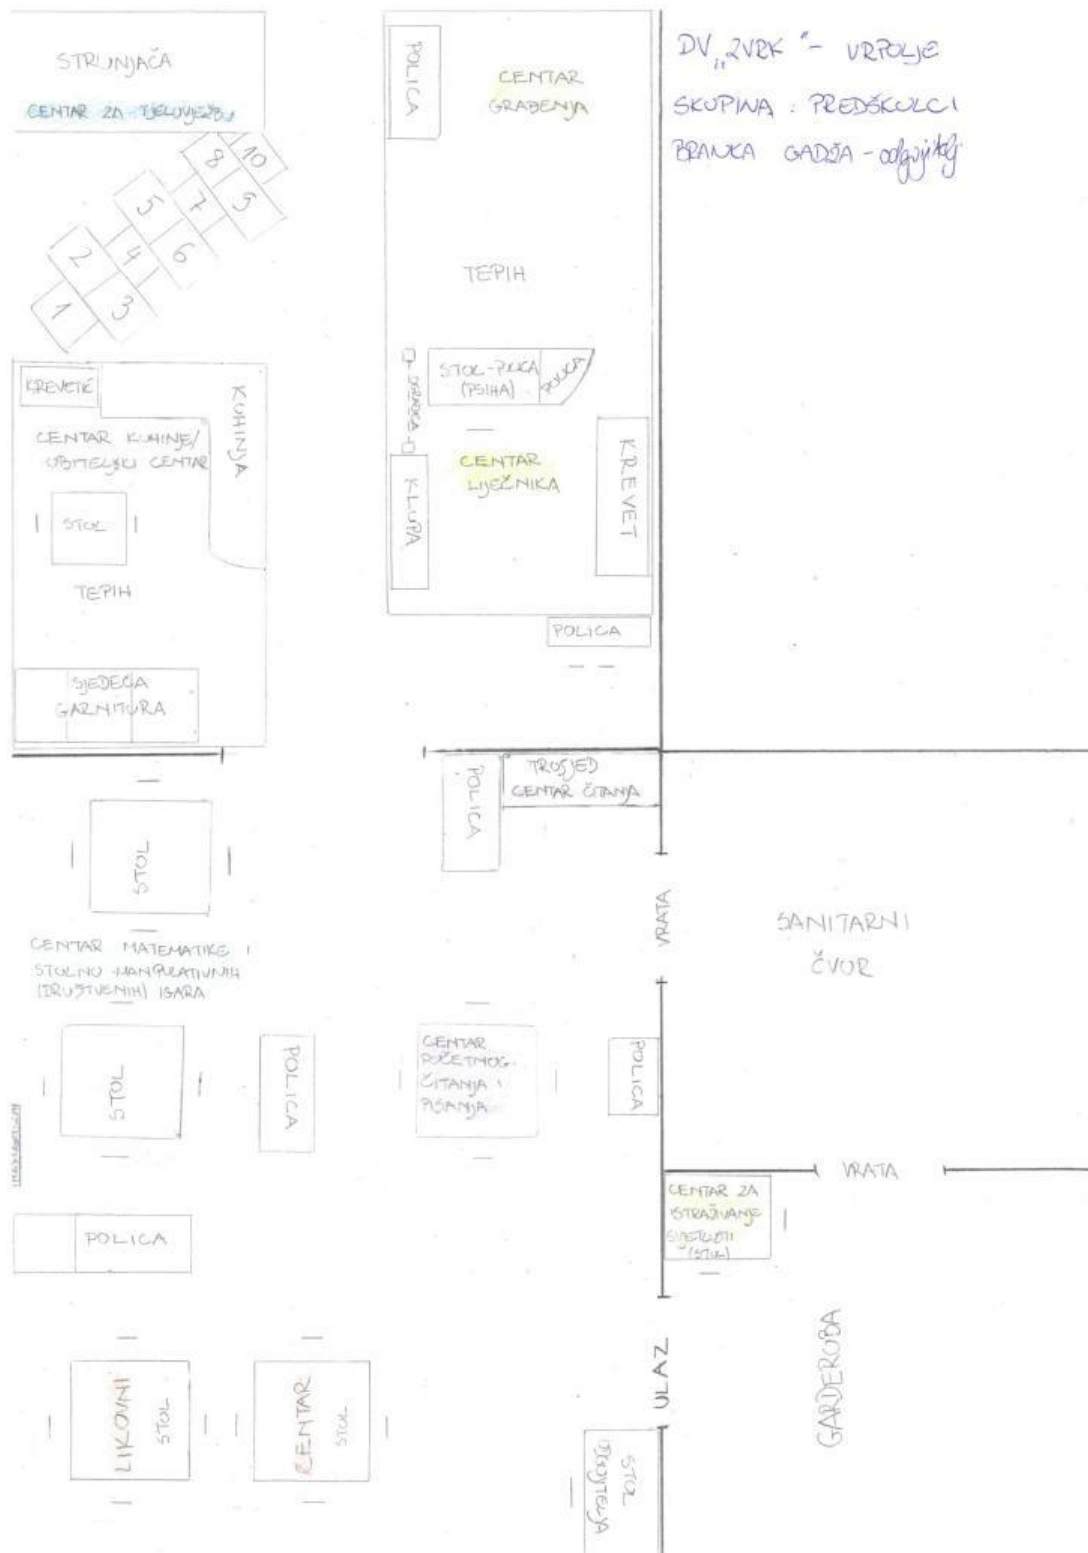 DV „ZVRK“ - VRPOLJE
SKUPINA : PREDŠKOLCI
BRANKA GADŽA - odgojitelj
STRUNJAČA
CENTAR ZA TJELOVJEŽBU
1
2
3
4
5
6
7
8
9
10
POLICA
CENTAR
GRAĐENJA
TEPIH
STOL-POLICA
(PSIHA)
POLICA
OGRADICA
CENTAR
LIJEČNIKA
KLUPA
KREVET
POLICA
KREVETIĆ
KUHINJA
CENTAR KUHINJE/
OBITELJSKI CENTAR
STOL
TEPIH
SJEDEĆA
GARNITURA
POLICA
TROSJED
CENTAR ČITANJA
STOL
VRATA
SANITARNI
ČVOR
CENTAR MATEMATIKE I
STOLNO MANIPULATIVNIH
(DRUŠTVENIH) IGARA
STOL
POLICA
CENTAR
POČETNOG
ČITANJA I
PISANJA
POLICA
VRATA
CENTAR ZA
ISTRAŽIVANJE
SVJETLOSTI
(STOL)
POLICA
ULAZ
GARDEROBA
LIKOVNI
STOL
CENTAR
STOL
STOL
ODGOJITELJA